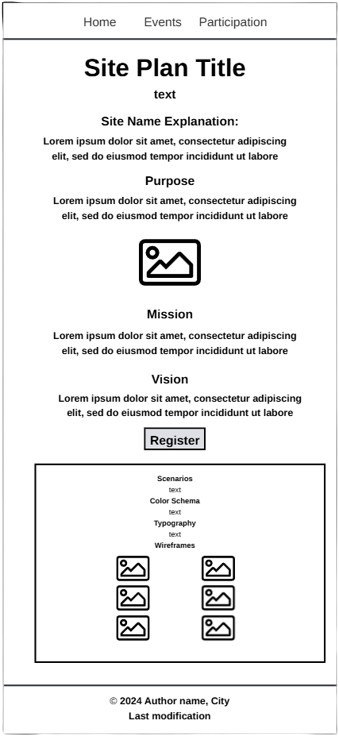 Home Events Participation
Site Plan Title
text
Site Name Explanation:
Lorem ipsum dolor sit amet, consectetur adipiscing
elit, sed do eiusmod tempor incididunt ut labore
Purpose
Lorem ipsum dolor sit amet, consectetur adipiscing
elit, sed do eiusmod tempor incididunt ut labore
Mission
Lorem ipsum dolor sit amet, consectetur adipiscing
elit, sed do eiusmod tempor incididunt ut labore
Vision
Lorem ipsum dolor sit amet, consectetur adipiscing
elit, sed do eiusmod tempor incididunt ut labore
Register
Scenarios
text
Color Schema
text
Typography
text
Wireframes
© 2024 Author name, City
Last modification